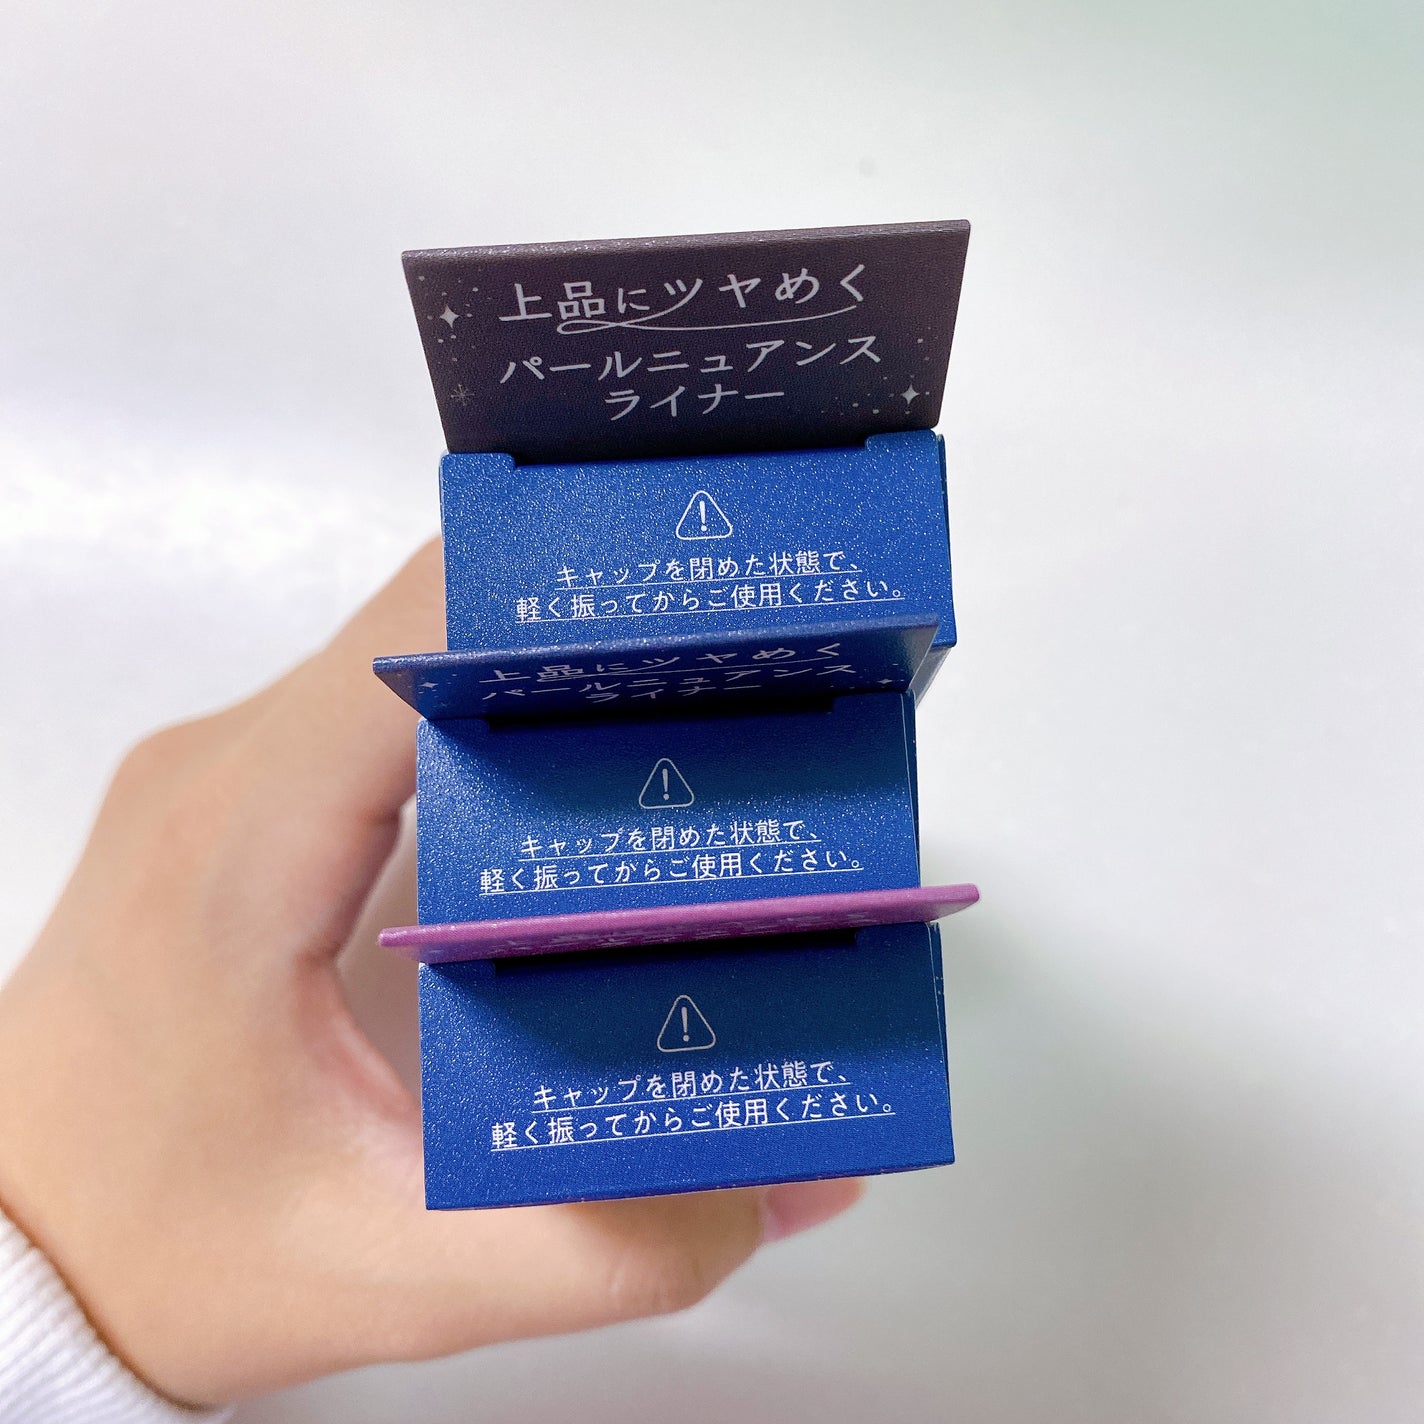 上品にツヤめく
パールニュアンス
ライナー
キャップを閉めた状態で、
軽く振ってからご使用ください。
上品にツヤめく
パールニュアンス
ライナー
キャップを閉めた状態で、
軽く振ってからご使用ください。
キャップを閉めた状態で、
軽く振ってからご使用ください。